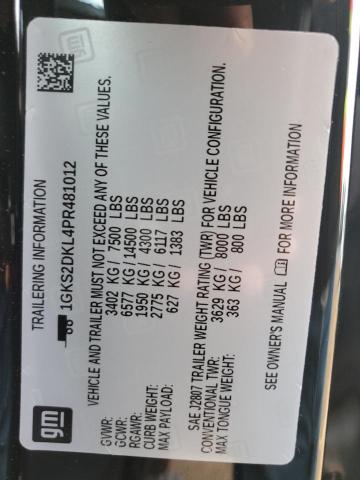 TRAILERING INFORMATION
1GKS2DKL4PR481012
VEHICLE AND TRAILER MUST NOT EXCEED ANY OF THESE VALUES.
GVWR: 3402 KG / 7500 LBS
GCWR: 6577 KG / 14500 LBS
RGAWR: 1950 KG / 4300 LBS
CURB WEIGHT: 2775 KG / 6117 LBS
MAX PAYLOAD: 627 KG / 1383 LBS
SAE J2807 TRAILER WEIGHT RATING (TWR) FOR VEHICLE CONFIGURATION.
CONVENTIONAL TWR: 3629 KG / 8000 LBS
MAX TONGUE WEIGHT: 363 KG / 800 LBS
SEE OWNER'S MANUAL FOR MORE INFORMATION
gm